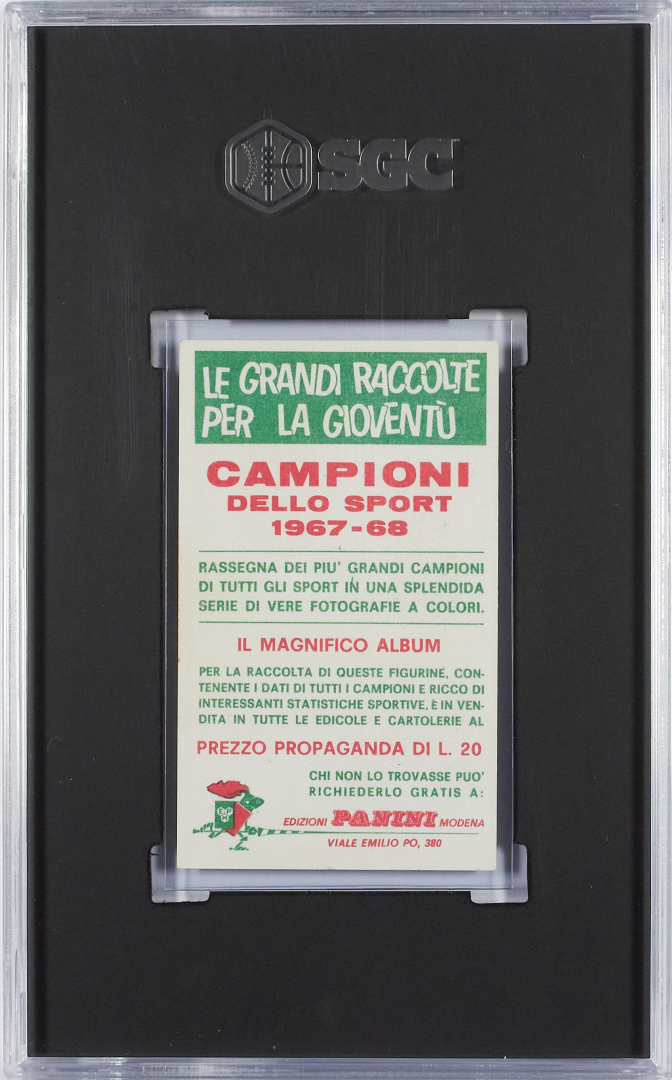 SGC
LE GRANDI RACCOLTE
PER LA GIOVENTÙ
CAMPIONI
DELLO SPORT
1967-68
RASSEGNA DEI PIU' GRANDI CAMPIONI
DI TUTTI GLI SPORT IN UNA SPLENDIDA
SERIE DI VERE FOTOGRAFIE A COLORI.
IL MAGNIFICO ALBUM
PER LA RACCOLTA DI QUESTE FIGURINE, CON-
TENENTE I DATI DI TUTTI I CAMPIONI E RICCO DI
INTERESSANTI STATISTICHE SPORTIVE, È IN VEN-
DITA IN TUTTE LE EDICOLE E CARTOLERIE AL
PREZZO PROPAGANDA DI L. 20
CHI NON LO TROVASSE PUO'
RICHIEDERLO GRATIS A:
EPM
EDIZIONI PANINI MODENA
VIALE EMILIO PO, 380